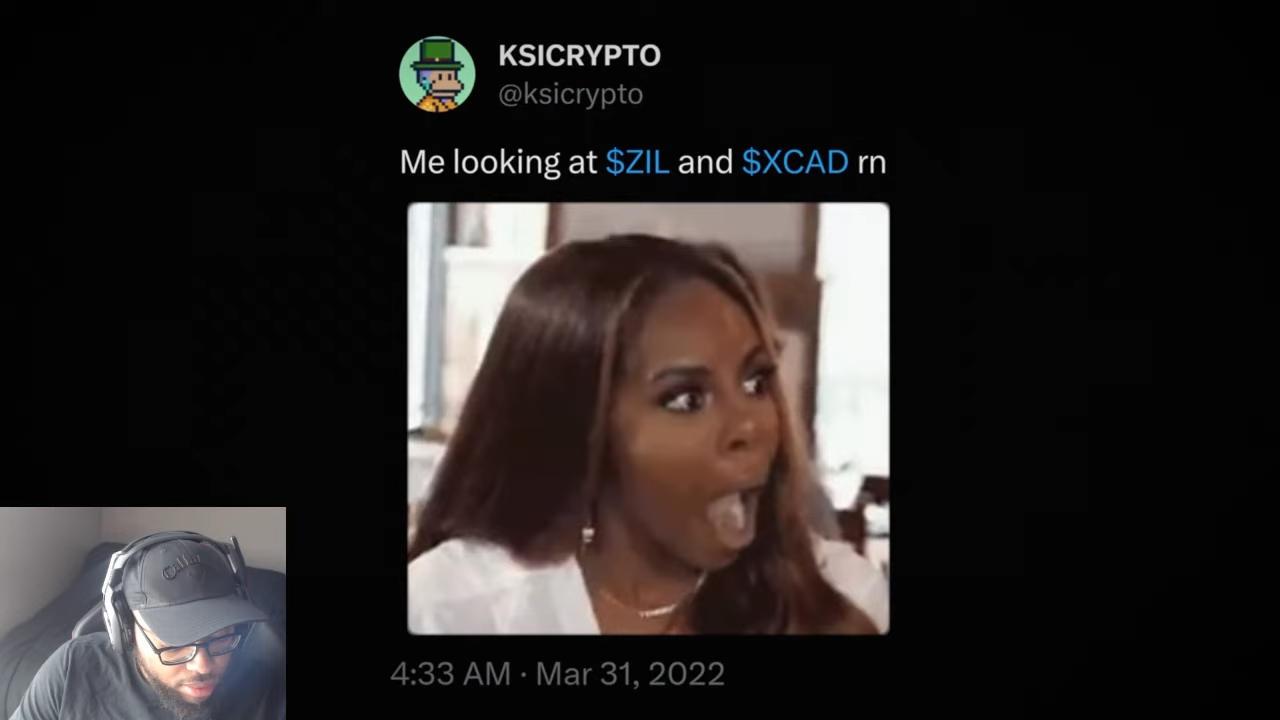 KSICRYPTO
@ksicrypto
Me looking at $ZIL and $XCAD rn
4:33 AM · Mar 31, 2022